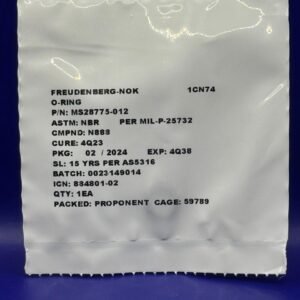 FREUDENBERG-NOK 1CN74
O-RING
P/N: MS28775-012
ASTM: NBR PER MIL-P-25732
CMPND: N888
CURE: 4Q23
PKG: 02 / 2024 EXP: 4Q38
SL: 15 YRS PER AS5316
BATCH: 0023149014
ICN: 884801-02
QTY: 1EA
PACKED: PROPONENT CAGE: 59789